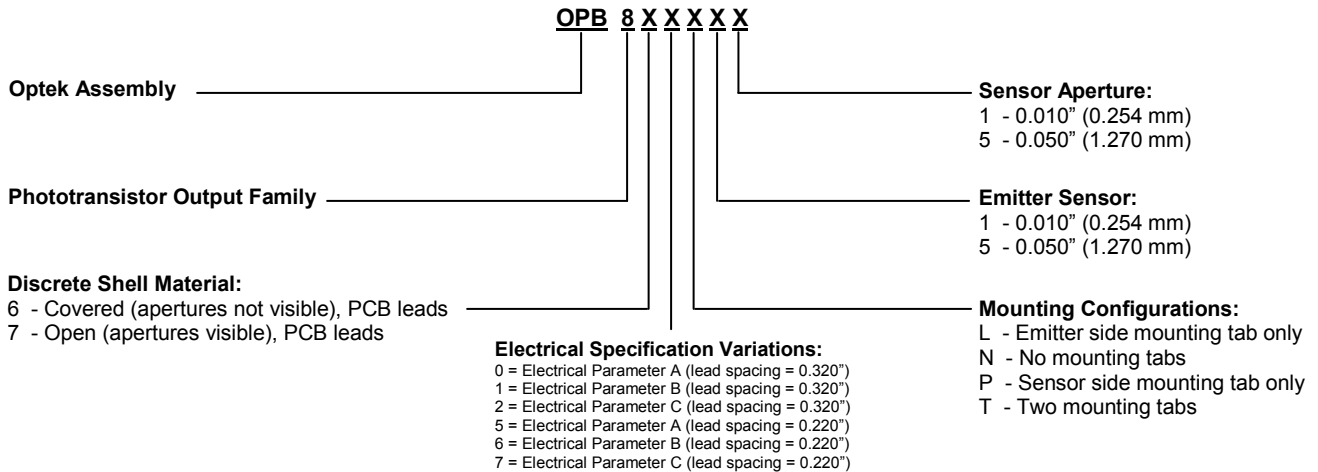 OPB 8 X X X X X
Optek Assembly
Phototransistor Output Family
Discrete Shell Material:
6 - Covered (apertures not visible), PCB leads
7 - Open (apertures visible), PCB leads
Electrical Specification Variations:
0 = Electrical Parameter A (lead spacing = 0.320”)
1 = Electrical Parameter B (lead spacing = 0.320”)
2 = Electrical Parameter C (lead spacing = 0.320”)
5 = Electrical Parameter A (lead spacing = 0.220”)
6 = Electrical Parameter B (lead spacing = 0.220”)
7 = Electrical Parameter C (lead spacing = 0.220”)
Sensor Aperture:
1 - 0.010” (0.254 mm)
5 - 0.050” (1.270 mm)
Emitter Sensor:
1 - 0.010” (0.254 mm)
5 - 0.050” (1.270 mm)
Mounting Configurations:
L - Emitter side mounting tab only
N - No mounting tabs
P - Sensor side mounting tab only
T - Two mounting tabs